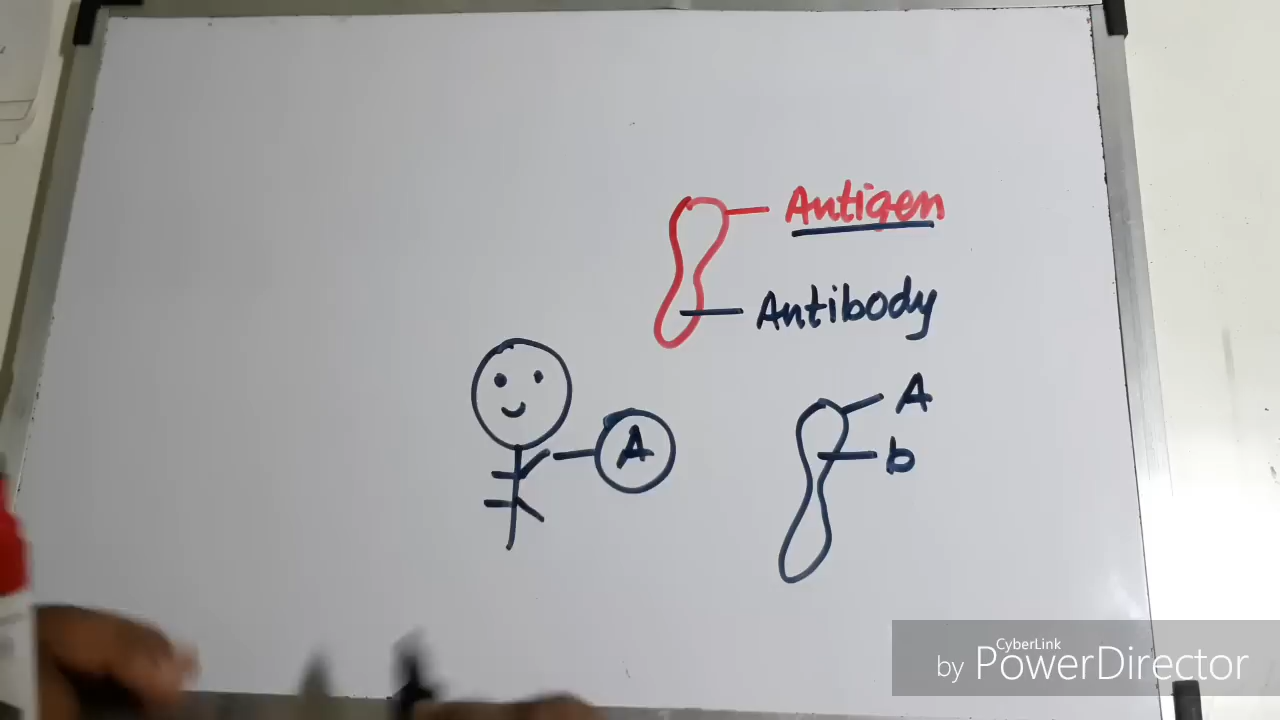 Antigen
Antibody
A
A
b
CyberLink
by PowerDirector